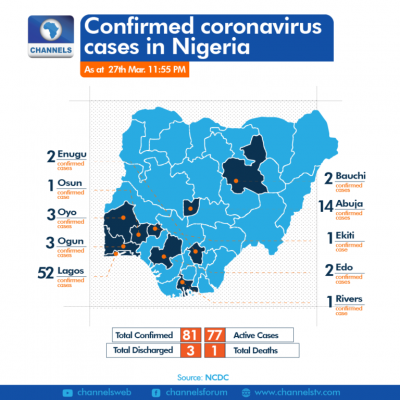 CHANNELS
Confirmed coronavirus
cases in Nigeria
As at 27th Mar. 11:55 PM
2 Enugu
confirmed
cases
1 Osun
confirmed
case
3 Oyo
confirmed
cases
3 Ogun
confirmed
cases
52 Lagos
confirmed
cases
2 Bauchi
confirmed
cases
14 Abuja
confirmed
cases
1 Ekiti
confirmed
case
2 Edo
confirmed
cases
1 Rivers
confirmed
case
Total Confirmed 81 77 Active Cases
Total Discharged 3 1 Total Deaths
Source: NCDC
channelsweb channelsforum www.channelstv.com